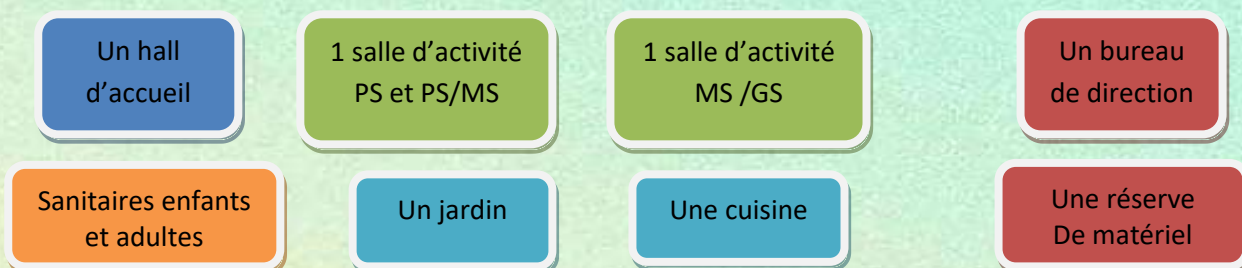 Un hall
d'accueil
1 salle d'activité
PS et PS/MS
1 salle d'activité
MS /GS
Un bureau
de direction
Sanitaires enfants
et adultes
Un jardin
Une cuisine
Une réserve
De matériel